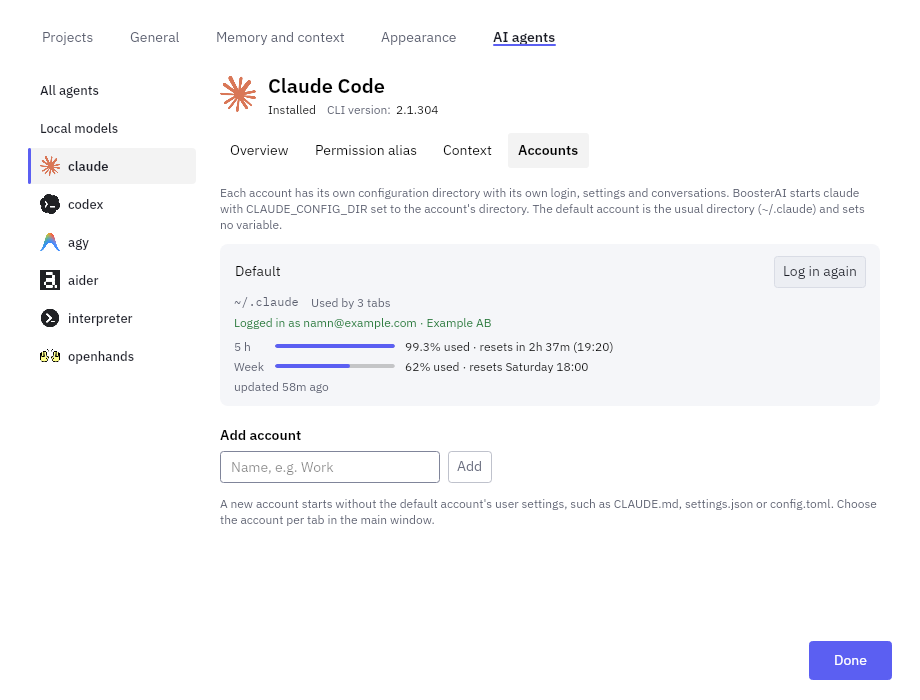 Projects General Memory and context Appearance AI agents
All agents
Local models
claude
codex
agy
aider
interpreter
openhands
Claude Code
Installed CLI version: 2.1.304
Overview Permission alias Context Accounts
Each account has its own configuration directory with its own login, settings and conversations. BoosterAI starts claude
with CLAUDE_CONFIG_DIR set to the account's directory. The default account is the usual directory (~/.claude) and sets
no variable.
Default
Log in again
~/.claude Used by 3 tabs
Logged in as namn@example.com · Example AB
5 h 99.3% used · resets in 2h 37m (19:20)
Week 62% used · resets Saturday 18:00
updated 58m ago
Add account
Name, e.g. Work
Add
A new account starts without the default account's user settings, such as CLAUDE.md, settings.json or config.toml. Choose
the account per tab in the main window.
Done